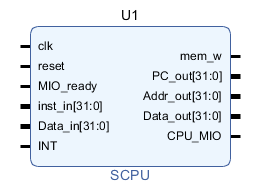 U1
clk
reset
MIO_ready
inst_in[31:0]
Data_in[31:0]
INT
mem_w
PC_out[31:0]
Addr_out[31:0]
Data_out[31:0]
CPU_MIO
SCPU